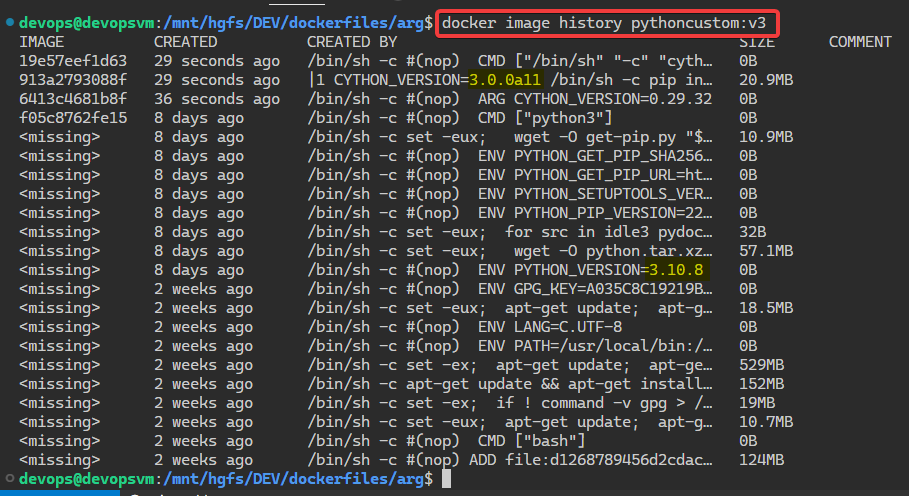 devops@devopsvm:/mnt/hgfs/DEV/dockerfiles/arg$ docker image history pythoncustom:v3
IMAGE CREATED CREATED BY SIZE COMMENT
19e57eef1d63 29 seconds ago /bin/sh -c #(nop) CMD ["/bin/sh" "-c" "cyth… 0B
913a2793088f 29 seconds ago |1 CYTHON_VERSION=3.0.0a11 /bin/sh -c pip in… 20.9MB
6413c4681b8f 36 seconds ago /bin/sh -c #(nop) ARG CYTHON_VERSION=0.29.32 0B
f05c8762fe15 8 days ago /bin/sh -c #(nop) CMD ["python3"] 0B
<missing> 8 days ago /bin/sh -c set -eux; wget -O get-pip.py "$… 10.9MB
<missing> 8 days ago /bin/sh -c #(nop) ENV PYTHON_GET_PIP_SHA256… 0B
<missing> 8 days ago /bin/sh -c #(nop) ENV PYTHON_GET_PIP_URL=ht… 0B
<missing> 8 days ago /bin/sh -c #(nop) ENV PYTHON_SETUPTOOLS_VER… 0B
<missing> 8 days ago /bin/sh -c #(nop) ENV PYTHON_PIP_VERSION=22… 0B
<missing> 8 days ago /bin/sh -c set -eux; for src in idle3 pydoc… 32B
<missing> 8 days ago /bin/sh -c set -eux; wget -O python.tar.xz… 57.1MB
<missing> 8 days ago /bin/sh -c #(nop) ENV PYTHON_VERSION=3.10.8 0B
<missing> 2 weeks ago /bin/sh -c #(nop) ENV GPG_KEY=A035C8C19219B… 0B
<missing> 2 weeks ago /bin/sh -c set -eux; apt-get update; apt-g… 18.5MB
<missing> 2 weeks ago /bin/sh -c #(nop) ENV LANG=C.UTF-8 0B
<missing> 2 weeks ago /bin/sh -c #(nop) ENV PATH=/usr/local/bin:/… 0B
<missing> 2 weeks ago /bin/sh -c set -ex; apt-get update; apt-ge… 529MB
<missing> 2 weeks ago /bin/sh -c apt-get update && apt-get install… 152MB
<missing> 2 weeks ago /bin/sh -c set -ex; if ! command -v gpg > /… 19MB
<missing> 2 weeks ago /bin/sh -c set -eux; apt-get update; apt-g… 10.7MB
<missing> 2 weeks ago /bin/sh -c #(nop) CMD ["bash"] 0B
<missing> 2 weeks ago /bin/sh -c #(nop) ADD file:d1268789456d2cdac… 124MB
devops@devopsvm:/mnt/hgfs/DEV/dockerfiles/arg$